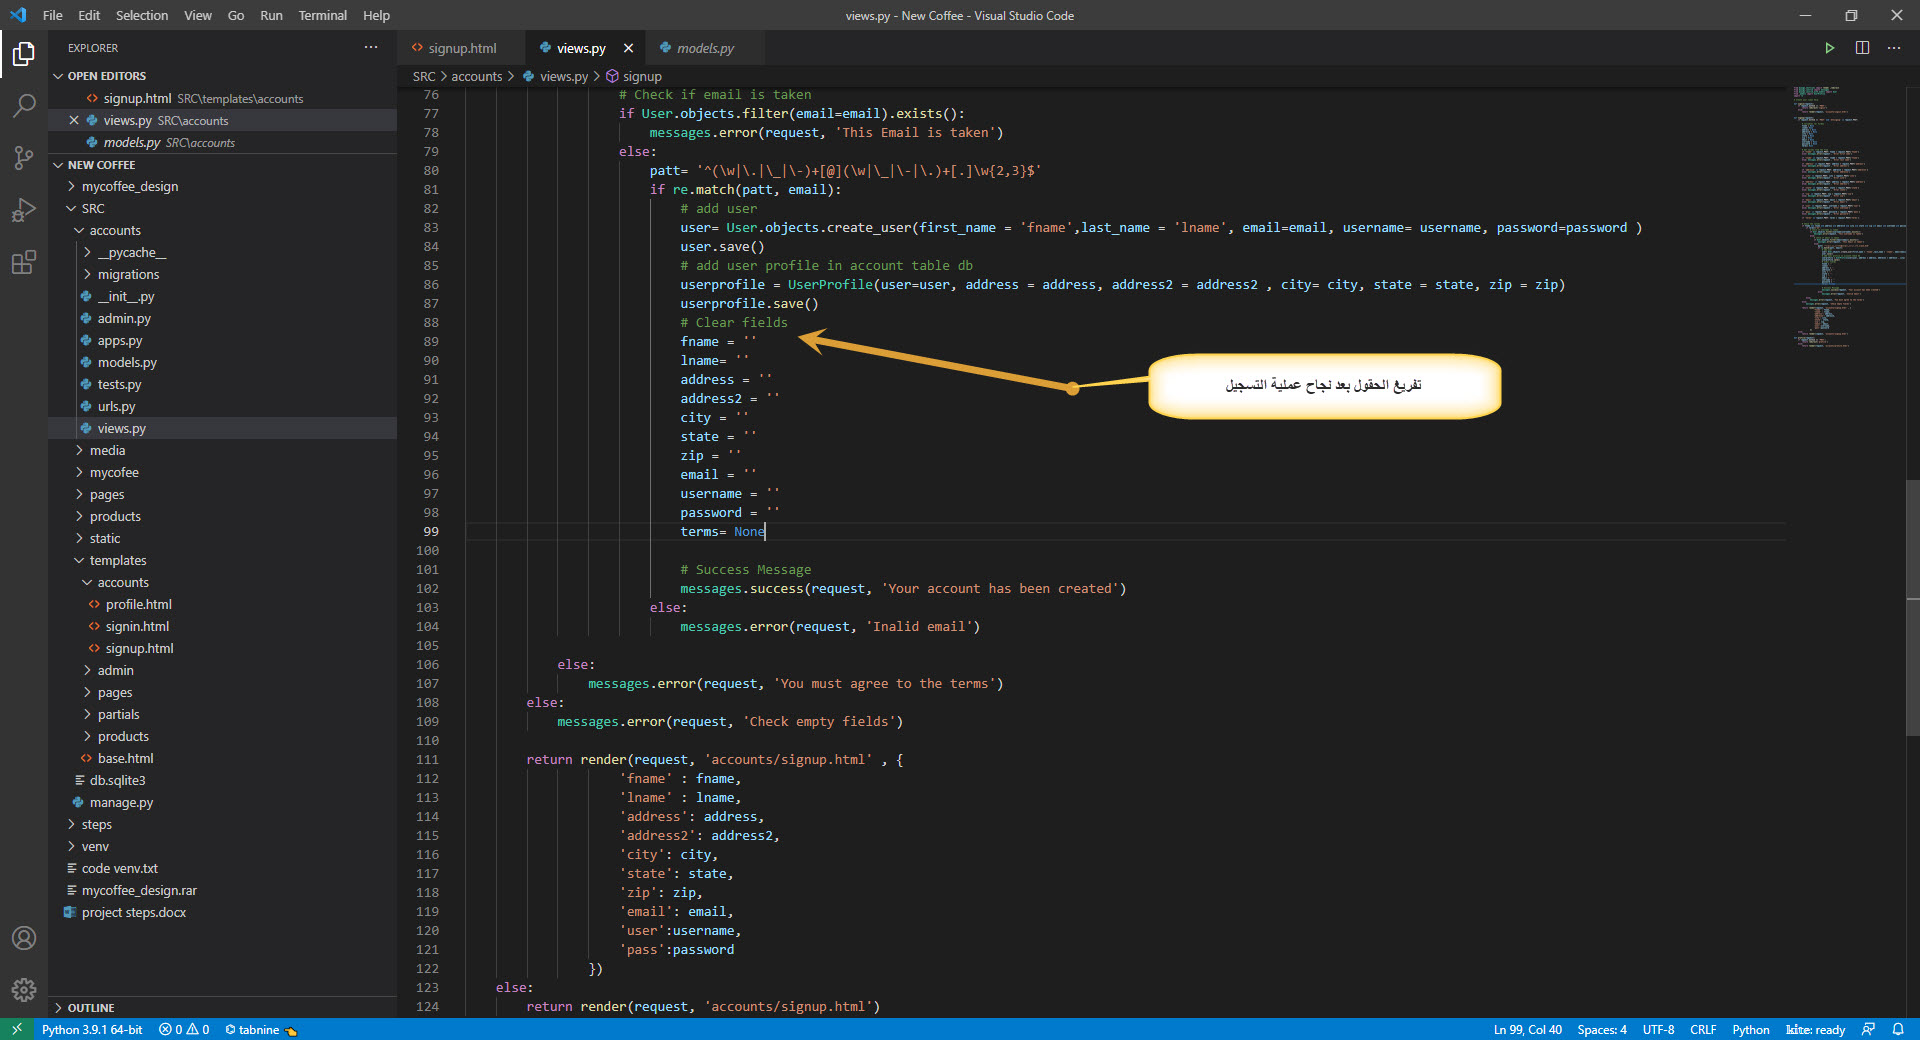 File Edit Selection View Go Run Terminal Help
views.py - New Coffee - Visual Studio Code
EXPLORER
OPEN EDITORS
signup.html SRC\templates\accounts
views.py SRC\accounts
models.py SRC\accounts
NEW COFFEE
mycoffee_design
SRC
accounts
__pycache__
migrations
__init__.py
admin.py
apps.py
models.py
tests.py
urls.py
views.py
media
mycofee
pages
products
static
templates
accounts
profile.html
signin.html
signup.html
admin
pages
partials
products
base.html
db.sqlite3
manage.py
steps
venv
code venv.txt
mycoffee_design.rar
project steps.docx
OUTLINE
signup.html views.py models.py
SRC > accounts > views.py > signup
76 # Check if email is taken
77 if User.objects.filter(email=email).exists():
78 messages.error(request, 'This Email is taken')
79 else:
80 patt= '^(\w|\.|\_|\-)+[@](\w|\_|\-|\.)+[.]\w{2,3}$'
81 if re.match(patt, email):
82 # add user
83 user= User.objects.create_user(first_name = 'fname',last_name = 'lname', email=email, username= username, password=password )
84 user.save()
85 # add user profile in account table db
86 userprofile = UserProfile(user=user, address = address, address2 = address2 , city= city, state = state, zip = zip)
87 userprofile.save()
88 # Clear fields
89 fname = ''
90 lname= ''
91 address = ''
92 address2 = ''
93 city = ''
94 state = ''
95 zip = ''
96 email = ''
97 username = ''
98 password = ''
99 terms= None
100
101 # Success Message
102 messages.success(request, 'Your account has been created')
103 else:
104 messages.error(request, 'Inalid email')
105
106 else:
107 messages.error(request, 'You must agree to the terms')
108 else:
109 messages.error(request, 'Check empty fields')
110
111 return render(request, 'accounts/signup.html' , {
112 'fname' : fname,
113 'lname' : lname,
114 'address': address,
115 'address2': address2,
116 'city': city,
117 'state': state,
118 'zip': zip,
119 'email': email,
120 'user':username,
121 'pass':password
122 })
123 else:
124 return render(request, 'accounts/signup.html')
تفريغ الحقول بعد نجاح عملية التسجيل
Python 3.9.1 64-bit 0 0 tabnine
Ln 99, Col 40 Spaces: 4 UTF-8 CRLF Python kite: ready